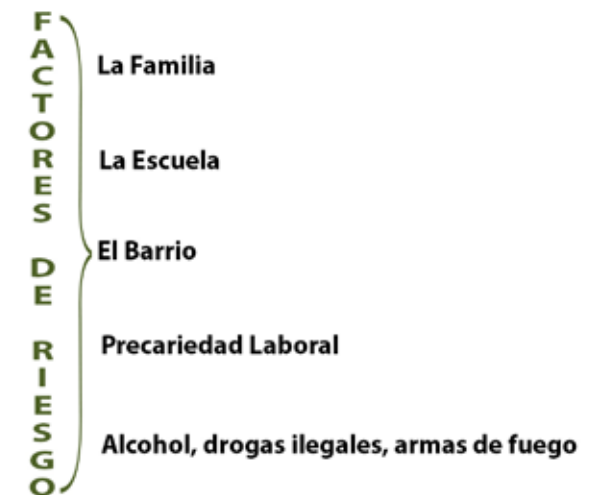 FACTORES DE RIESGO
La Familia
La Escuela
El Barrio
Precariedad Laboral
Alcohol, drogas ilegales, armas de fuego